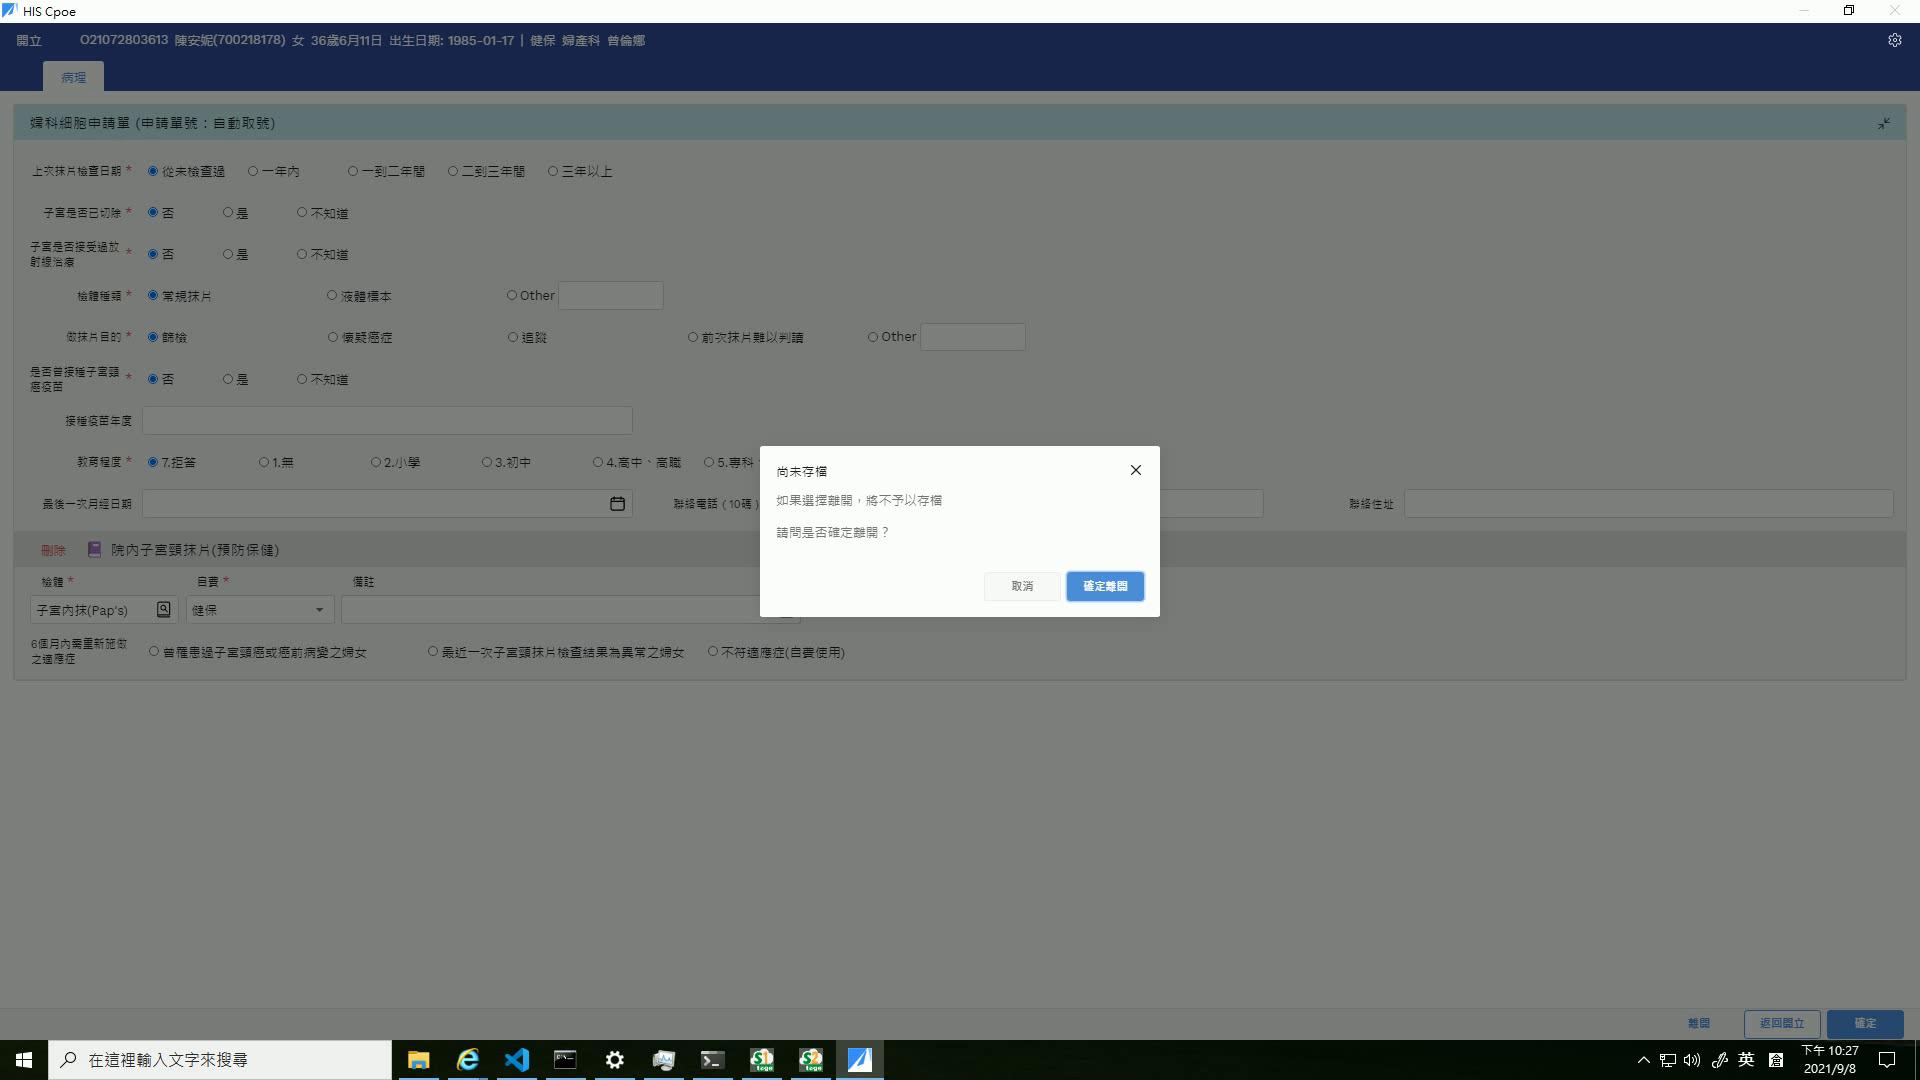 HIS Cpoe
開立 O21072803613 陳安妮(700218178) 女 36歲6月11日 出生日期: 1985-01-17 | 健保 婦產科 曾倫娜
病理
婦科細胞申請單 (申請單號：自動取號)
上次抹片檢查日期 * 從未檢查過 一年內 一到二年間 二到三年間 三年以上
子宮是否已切除 * 否 是 不知道
子宮是否接受過放
射線治療 * 否 是 不知道
檢體種類 * 常規抹片 液體標本 Other
做抹片目的 * 篩檢 懷疑癌症 追蹤 前次抹片難以判讀 Other
是否曾接種子宮頸
癌疫苗 * 否 是 不知道
接種疫苗年度
教育程度 * 7.拒答 1.無 2.小學 3.初中 4.高中、高職 5.專科
最後一次月經日期 聯絡電話 (10碼) 聯絡住址
尚未存檔
如果選擇離開，將不予以存檔
請問是否確定離開？
取消 確定離開
刪除 院內子宮頸抹片(預防保健)
檢體 * 自費 * 備註
子宮內抹(Pap's) 健保
6個月內需重新施做
之適應症 曾罹患過子宮頸癌或癌前病變之婦女 最近一次子宮頸抹片檢查結果為異常之婦女 不符適應症(自費使用)
離開 返回開立 確定
在這裡輸入文字來搜尋
S1 toga
S2 toga
英
下午 10:27
2021/9/8